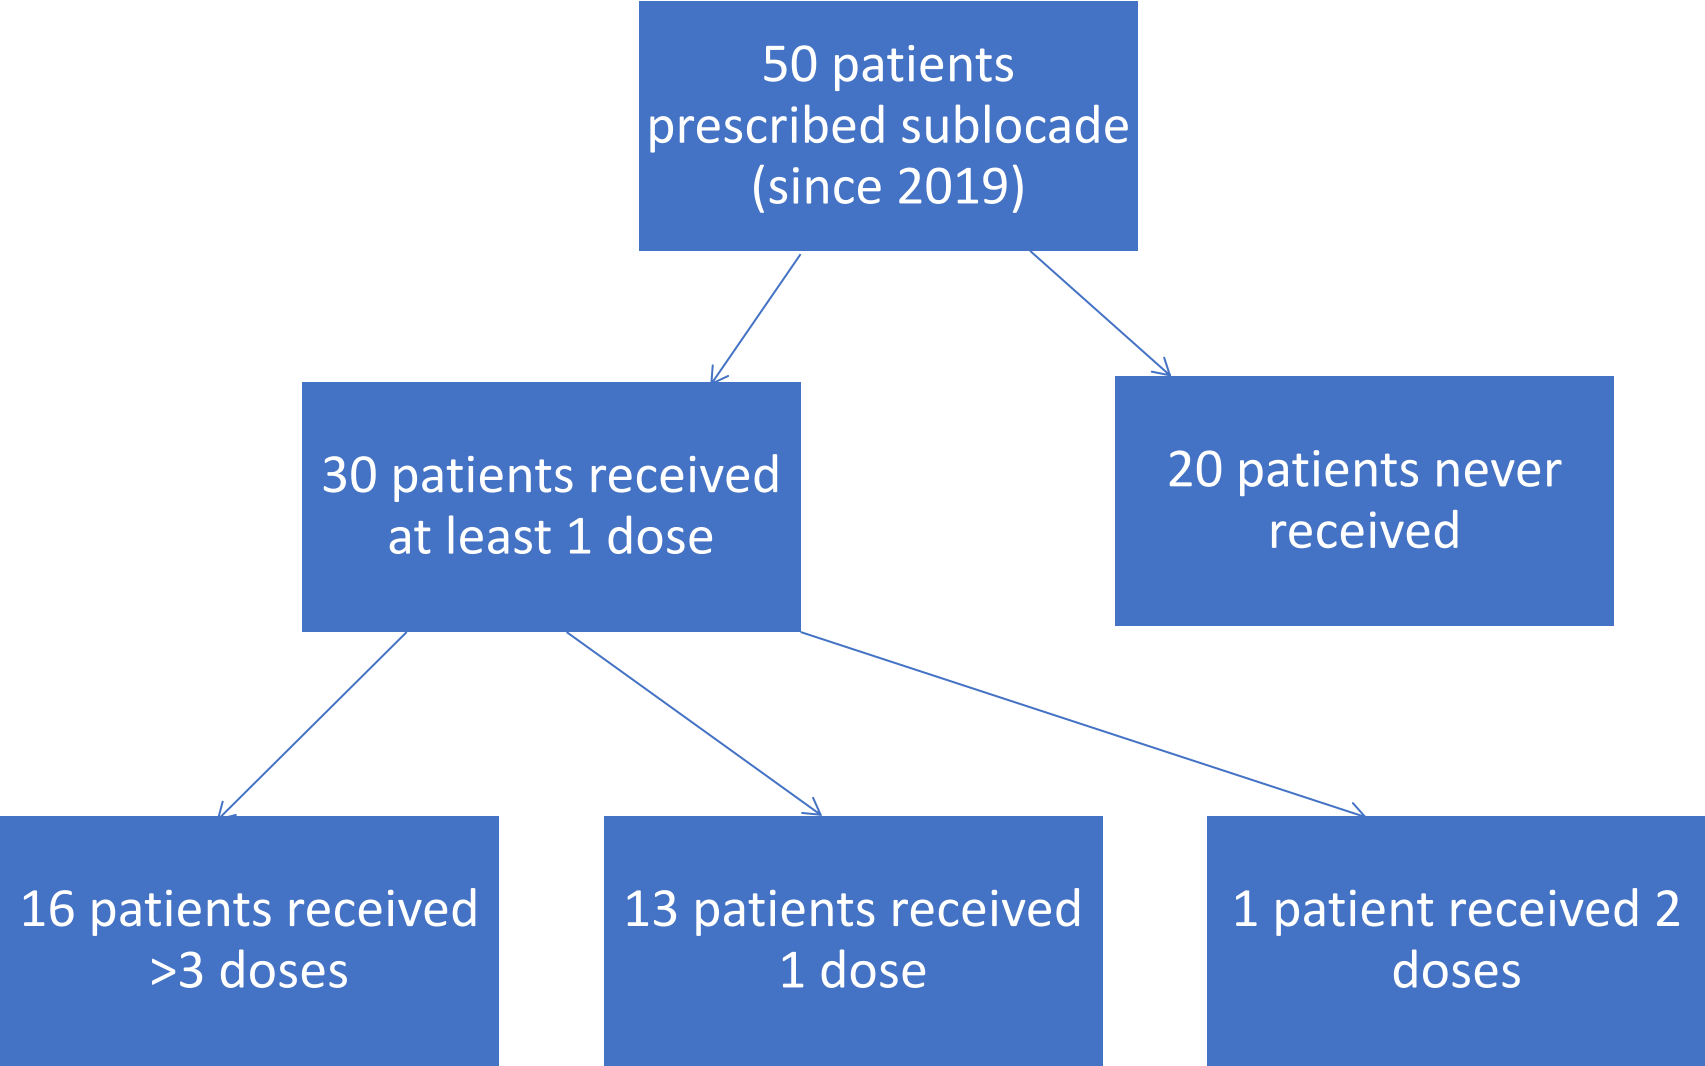 50 patients
prescribed sublocade
(since 2019)
30 patients received
at least 1 dose
20 patients never
received
16 patients received
>3 doses
13 patients received
1 dose
1 patient received 2
doses